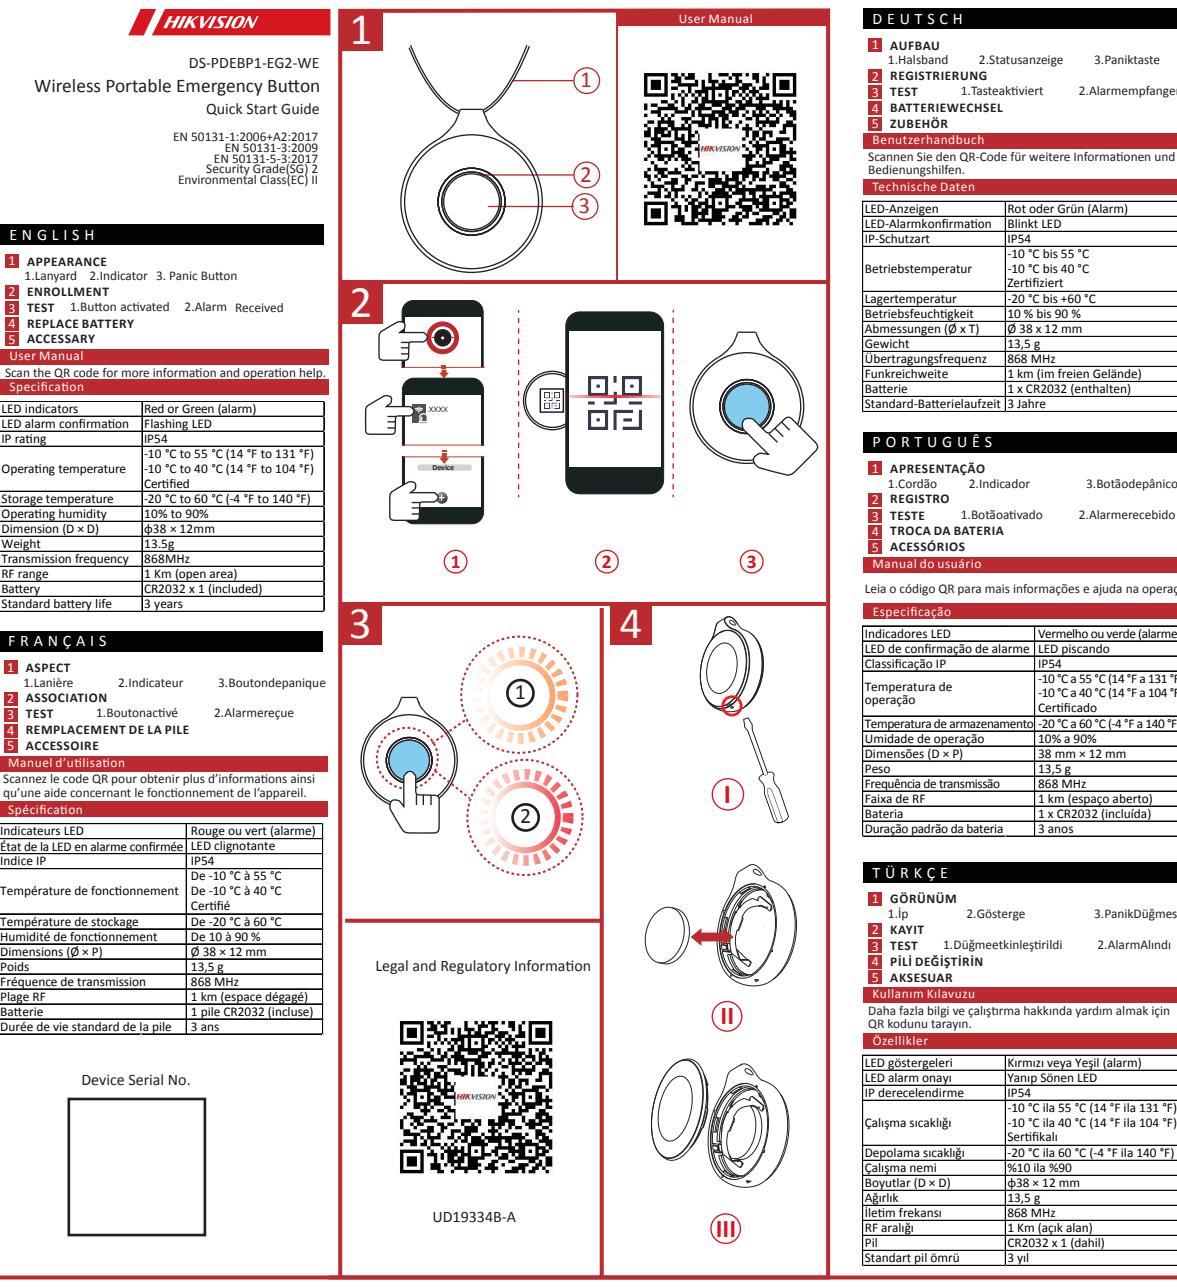 HIKVISION
DS-PDEBP1-EG2-WE
Wireless Portable Emergency Button
Quick Start Guide
EN 50131-1:2006+A2:2017
EN 50131-3:2009
EN 50131-5-3:2017
Security Grade(SG) 2
Environmental Class(EC) II
ENGLISH
1 APPEARANCE
1.Lanyard 2.Indicator 3. Panic Button
2 ENROLLMENT
3 TEST 1.Button activated 2.Alarm Received
4 REPLACE BATTERY
5 ACCESSARY
User Manual
Scan the QR code for more information and operation help.
Specification
LED indicators Red or Green (alarm)
LED alarm confirmation Flashing LED
IP rating IP54
Operating temperature -10 °C to 55 °C (14 °F to 131 °F)
-10 °C to 40 °C (14 °F to 104 °F)
Certified
Storage temperature -20 °C to 60 °C (-4 °F to 140 °F)
Operating humidity 10% to 90%
Dimension (D × D) ф38 × 12mm
Weight 13.5g
Transmission frequency 868MHz
RF range 1 Km (open area)
Battery CR2032 x 1 (included)
Standard battery life 3 years
FRANÇAIS
1 ASPECT
1.Lanière 2.Indicateur 3.Boutondepanique
2 ASSOCIATION
3 TEST 1.Boutonactivé 2.Alarmereçue
4 REMPLACEMENT DE LA PILE
5 ACCESSOIRE
Manuel d’utilisation
Scannez le code QR pour obtenir plus d’informations ainsi
qu’une aide concernant le fonctionnement de l’appareil.
Spécification
Indicateurs LED Rouge ou vert (alarme)
État de la LED en alarme confirmée LED clignotante
Indice IP IP54
Température de fonctionnement De -10 °C à 55 °C
De -10 °C à 40 °C
Certifié
Température de stockage De -20 °C à 60 °C
Humidité de fonctionnement De 10 à 90 %
Dimensions (Ø × P) Ø 38 × 12 mm
Poids 13,5 g
Fréquence de transmission 868 MHz
Plage RF 1 km (espace dégagé)
Batterie 1 pile CR2032 (incluse)
Durée de vie standard de la pile 3 ans
Device Serial No.
1
1
2
3
User Manual
HIKVISION
2
XXXX
Device
+
1 2 3
3
1
2
Legal and Regulatory Information
HIKVISION
UD19334B-A
4
I
II
III
DEUTSCH
1 AUFBAU
1.Halsband 2.Statusanzeige 3.Paniktaste
2 REGISTRIERUNG
3 TEST 1.Tasteaktiviert 2.Alarmempfangen
4 BATTERIEWECHSEL
5 ZUBEHÖR
Benutzerhandbuch
Scannen Sie den QR-Code für weitere Informationen und
Bedienungshilfen.
Technische Daten
LED-Anzeigen Rot oder Grün (Alarm)
LED-Alarmkonfirmation Blinkt LED
IP-Schutzart IP54
Betriebstemperatur -10 °C bis 55 °C
-10 °C bis 40 °C
Zertifiziert
Lagertemperatur -20 °C bis +60 °C
Betriebsfeuchtigkeit 10 % bis 90 %
Abmessungen (Ø x T) Ø 38 x 12 mm
Gewicht 13,5 g
Übertragungsfrequenz 868 MHz
Funkreichweite 1 km (im freien Gelände)
Batterie 1 x CR2032 (enthalten)
Standard-Batterielaufzeit 3 Jahre
PORTUGUÊS
1 APRESENTAÇÃO
1.Cordão 2.Indicador 3.Botãodepânico
2 REGISTRO
3 TESTE 1.Botãoativado 2.Alarmerecebido
4 TROCA DA BATERIA
5 ACESSÓRIOS
Manual do usuário
Leia o código QR para mais informações e ajuda na operaç
Especificação
Indicadores LED Vermelho ou verde (alarme
LED de confirmação de alarme LED piscando
Classificação IP IP54
Temperatura de
operação -10 °C a 55 °C (14 °F a 131 °F
-10 °C a 40 °C (14 °F a 104 °F
Certificado
Temperatura de armazenamento -20 °C a 60 °C (-4 °F a 140 °F
Umidade de operação 10% a 90%
Dimensões (D × P) 38 mm × 12 mm
Peso 13,5 g
Frequência de transmissão 868 MHz
Faixa de RF 1 km (espaço aberto)
Bateria 1 x CR2032 (incluída)
Duração padrão da bateria 3 anos
TÜRKÇE
1 GÖRÜNÜM
1.İp 2.Gösterge 3.PanikDüğmes
2 KAYIT
3 TEST 1.Düğmeetkinleştirildi 2.AlarmAlındı
4 PİLİ DEĞİŞTİRİN
5 AKSESUAR
Kullanım Kılavuzu
Daha fazla bilgi ve çalıştırma hakkında yardım almak için
QR kodunu tarayın.
Özellikler
LED göstergeleri Kırmızı veya Yeşil (alarm)
LED alarm onayı Yanıp Sönen LED
IP derecelendirme IP54
Çalışma sıcaklığı -10 °C ila 55 °C (14 °F ila 131 °F)
-10 °C ila 40 °C (14 °F ila 104 °F)
Sertifikalı
Depolama sıcaklığı -20 °C ila 60 °C (-4 °F ila 140 °F)
Çalışma nemi %10 ila %90
Boyutlar (D × D) ф38 × 12 mm
Ağırlık 13,5 g
İletim frekansı 868 MHz
RF aralığı 1 Km (açık alan)
Pil CR2032 x 1 (dahil)
Standart pil ömrü 3 yıl